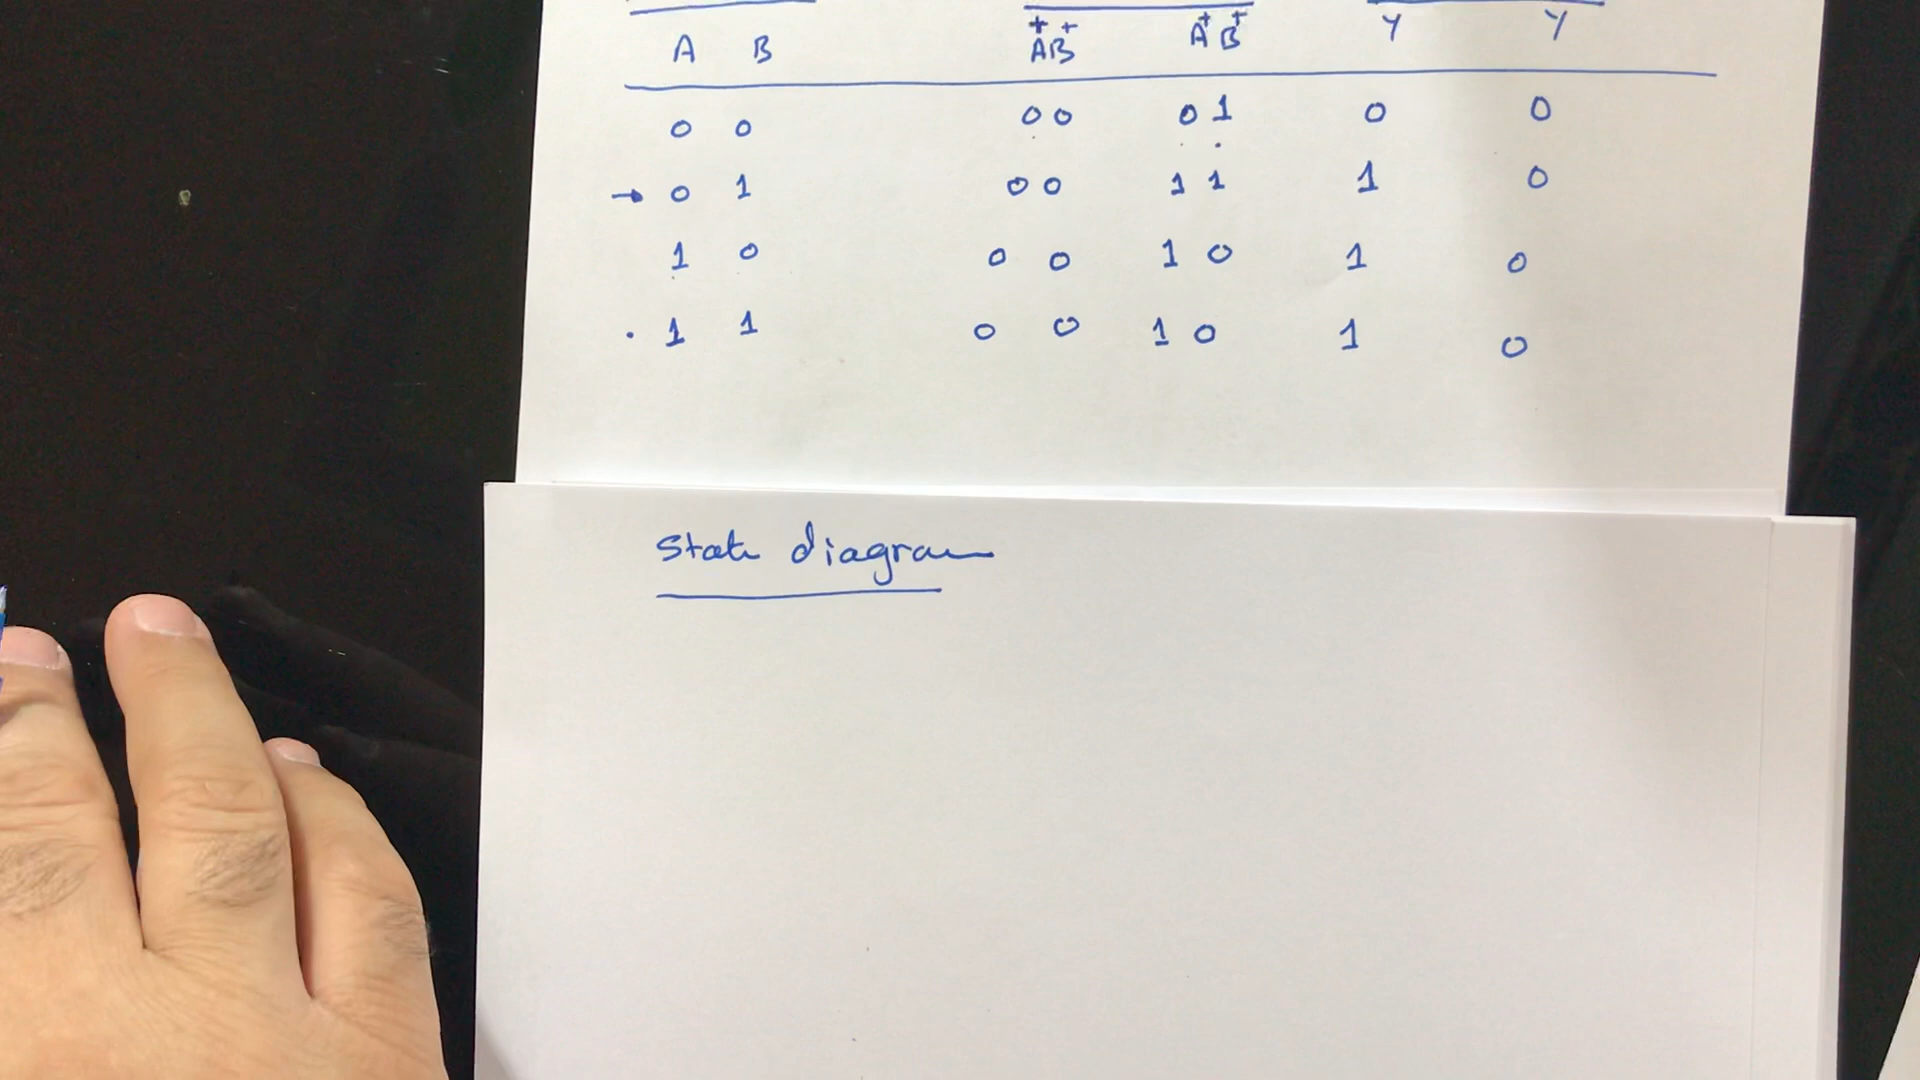 A B A+ B+ A+ B+ Y Y
0 0 0 0 0 1 0 0
→ 0 1 0 0 1 1 1 0
1 0 0 0 1 0 1 0
. 1 1 0 0 1 0 1 0
State diagram